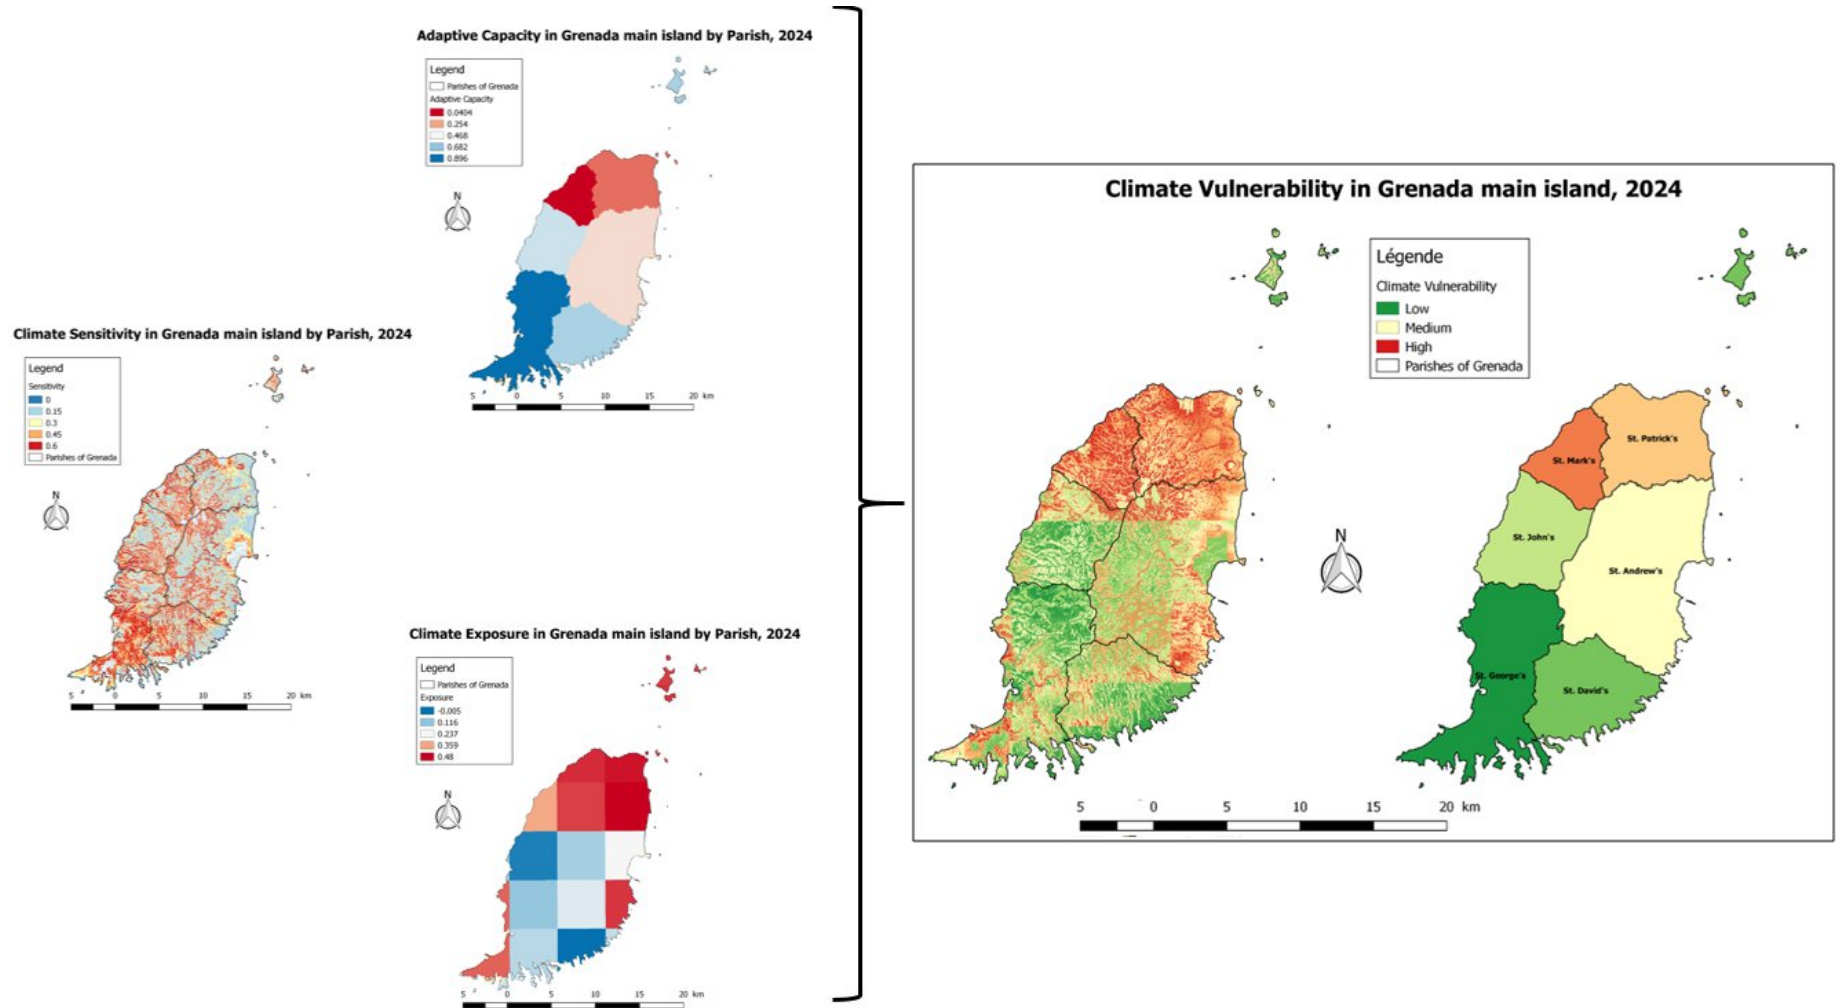 Adaptive Capacity in Grenada main island by Parish, 2024
Legend
Parishes of Grenada
Adaptive Capacity
0.0404
0.254
0.468
0.682
0.896
N
5 0 5 10 15 20 km
Climate Sensitivity in Grenada main island by Parish, 2024
Legend
Sensitivity
0
0.15
0.3
0.45
0.6
Parishes of Grenada
N
5 0 5 10 15 20 km
Climate Exposure in Grenada main island by Parish, 2024
Legend
Parishes of Grenada
Exposure
-0.005
0.116
0.237
0.359
0.48
N
5 0 5 10 15 20 km
Climate Vulnerability in Grenada main island, 2024
Légende
Climate Vulnerability
Low
Medium
High
Parishes of Grenada
N
St. Patrick's
St. Mark's
St. John's
St. Andrew's
St. George's
St. David's
5 0 5 10 15 20 km